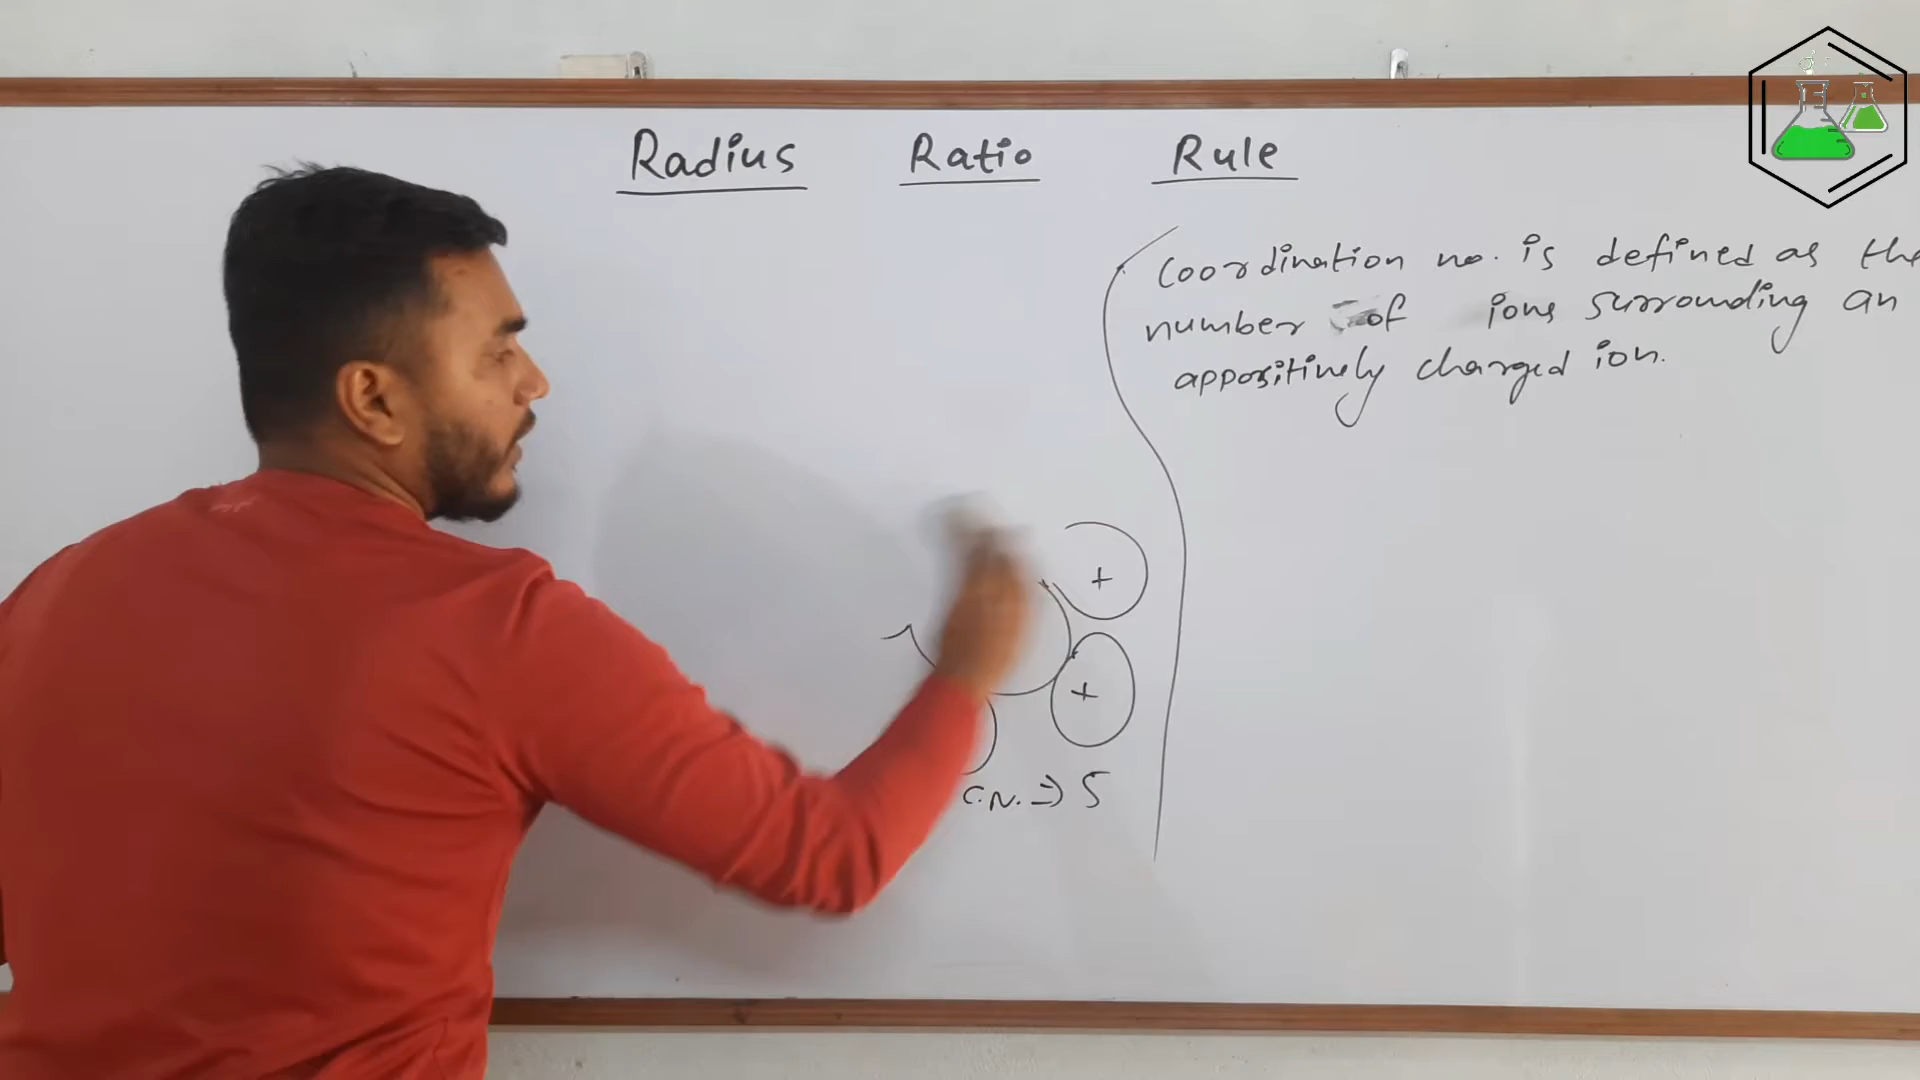 Radius Ratio Rule
Coordination no. is defined as the
number of ions surrounding an
appositively charged ion.
+
+
C.N. => 5